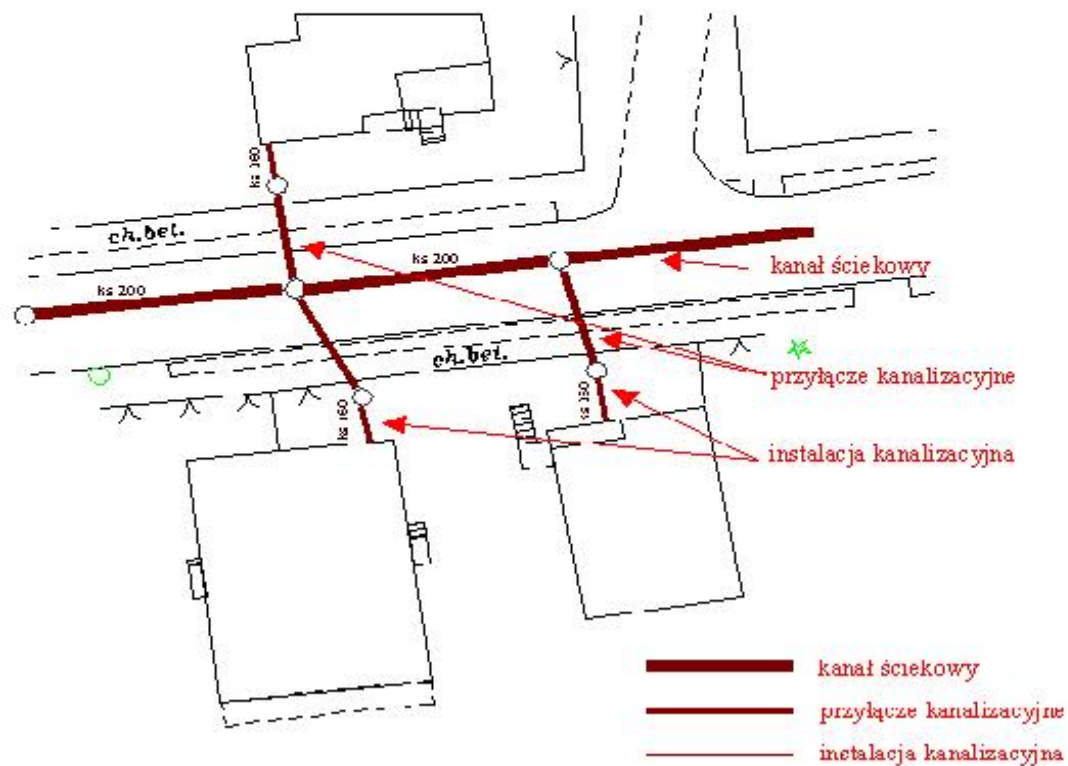 ks 160
ch.bet.
ks 200
ks 200
kanał ściekowy
ch.bet.
przyłącze kanalizacyjne
ks 160
ks 160
instalacja kanalizacyjna
kanał ściekowy
przyłącze kanalizacyjne
instalacja kanalizacyjna